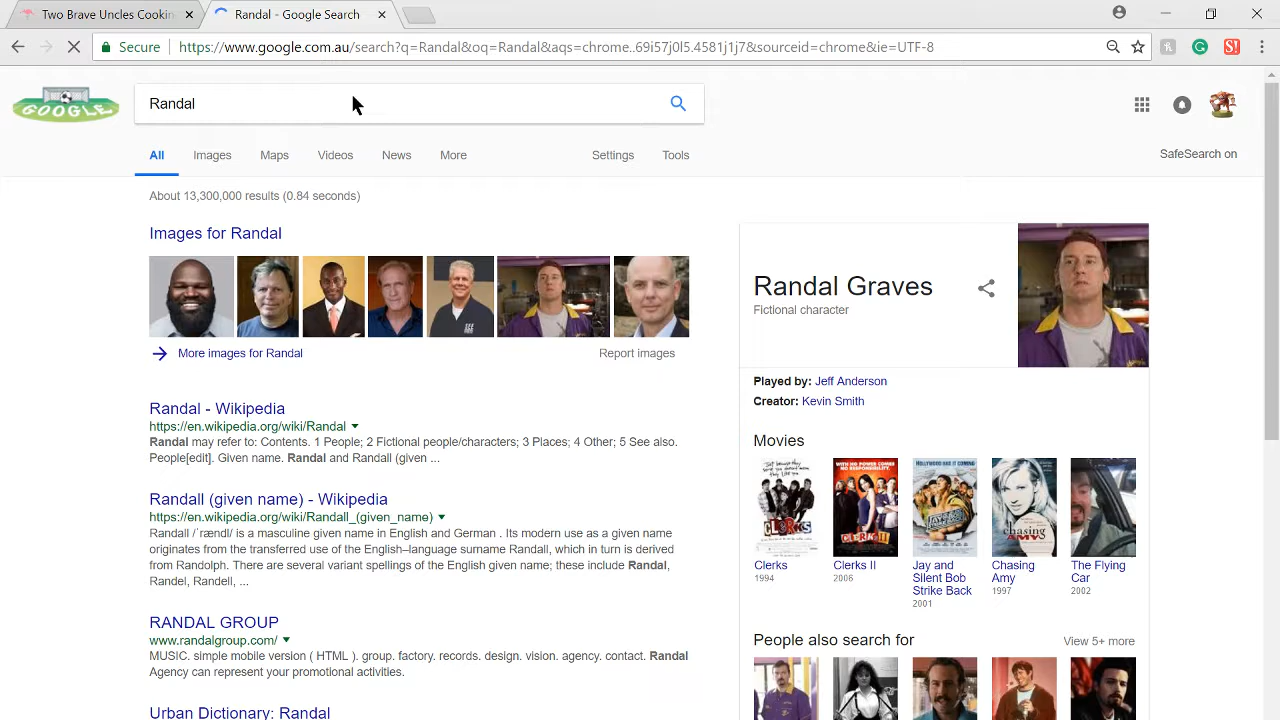 Two Brave Uncles Cookin
Randal - Google Search
Secure
https://www.google.com.au/search?q=Randal&oq=Randal&aqs=chrome..69i57j0l5.4581j1j7&sourceid=chrome&ie=UTF-8
GOOGLE
Randal
All Images Maps Videos News More Settings Tools
SafeSearch on
About 13,300,000 results (0.84 seconds)
Images for Randal
More images for Randal
Report images
Randal - Wikipedia
https://en.wikipedia.org/wiki/Randal
Randal may refer to: Contents. 1 People; 2 Fictional people/characters; 3 Places; 4 Other; 5 See also.
People[edit]. Given name. Randal and Randall (given ...
Randall (given name) - Wikipedia
https://en.wikipedia.org/wiki/Randall_(given_name)
Randall /ˈrændl/ is a masculine given name in English and German . Its modern use as a given name
originates from the transferred use of the English–language surname Randall, which in turn is derived
from Randolph. There are several variant spellings of the English given name; these include Randal,
Randel, Randell, ...
RANDAL GROUP
www.randalgroup.com/
MUSIC. simple mobile version ( HTML ). group. factory. records. design. vision. agency. contact. Randal
Agency can represent your promotional activities.
Urban Dictionary: Randal
Randal Graves
Fictional character
Played by: Jeff Anderson
Creator: Kevin Smith
Movies
CLERKS
CLERKS II
chasing
AMY
Clerks
1994
Clerks II
2006
Jay and
Silent Bob
Strike Back
2001
Chasing
Amy
1997
The Flying
Car
2002
People also search for
View 5+ more